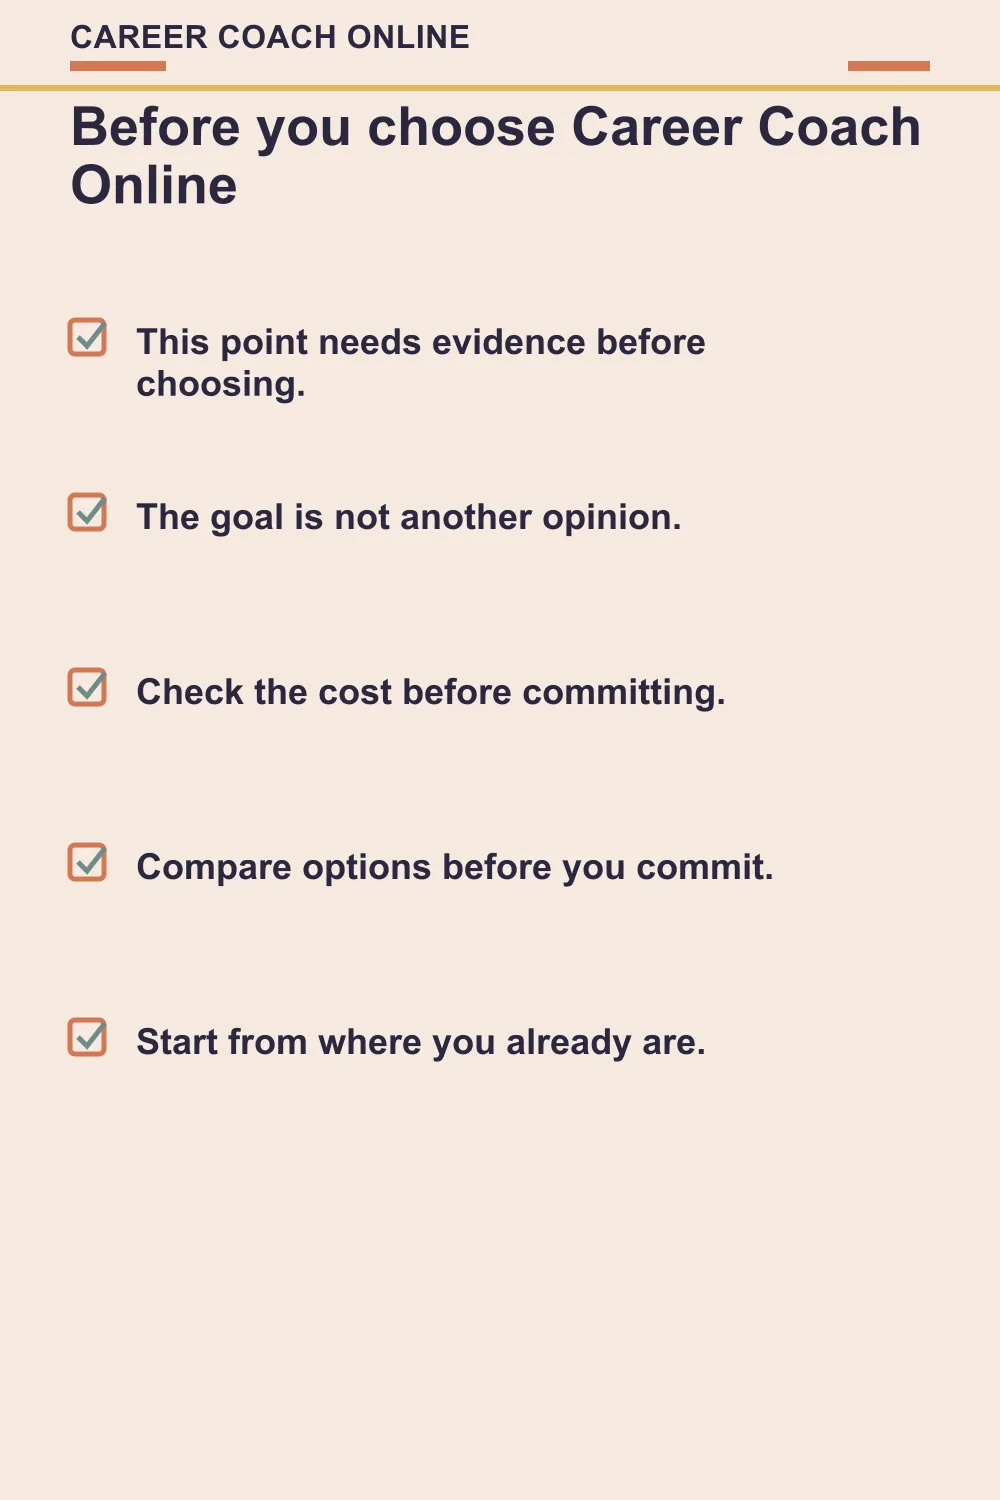 CAREER COACH ONLINE
Before you choose Career Coach
Online
This point needs evidence before
choosing.
The goal is not another opinion.
Check the cost before committing.
Compare options before you commit.
Start from where you already are.